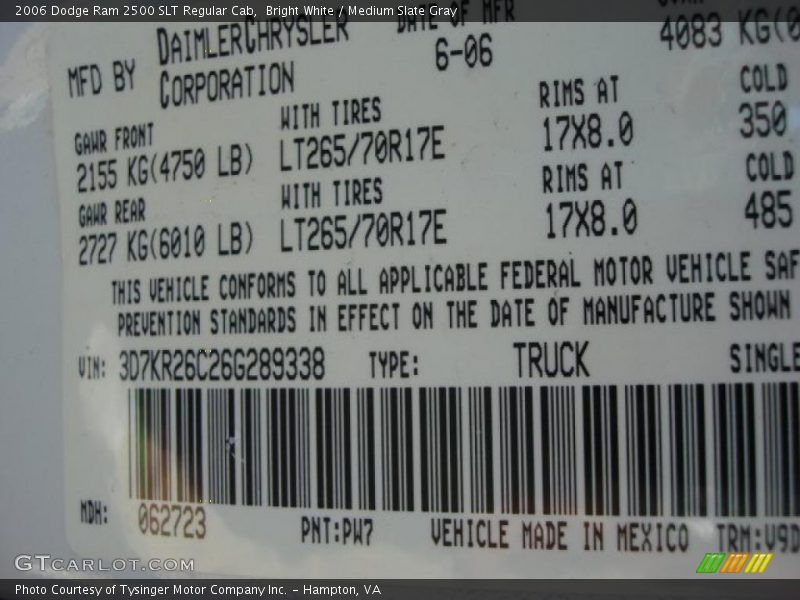 2006 Dodge Ram 2500 SLT Regular Cab, Bright White / Medium Slate Gray
MFD BY DAIMLERCHRYSLER CORPORATION DATE OF MFR 6-06 4083 KG(
GAWR FRONT WITH TIRES RIMS AT COLD
2155 KG(4750 LB) LT265/70R17E 17X8.0 350
GAWR REAR WITH TIRES RIMS AT COLD
2727 KG(6010 LB) LT265/70R17E 17X8.0 485
THIS VEHICLE CONFORMS TO ALL APPLICABLE FEDERAL MOTOR VEHICLE SAF
PREVENTION STANDARDS IN EFFECT ON THE DATE OF MANUFACTURE SHOWN
VIN: 3D7KR26C26G289338 TYPE: TRUCK SINGLE
MDH: 062723 PNT:PW7 VEHICLE MADE IN MEXICO TRM:V9D
GTCARLOT.COM
Photo Courtesy of Tysinger Motor Company Inc. – Hampton, VA